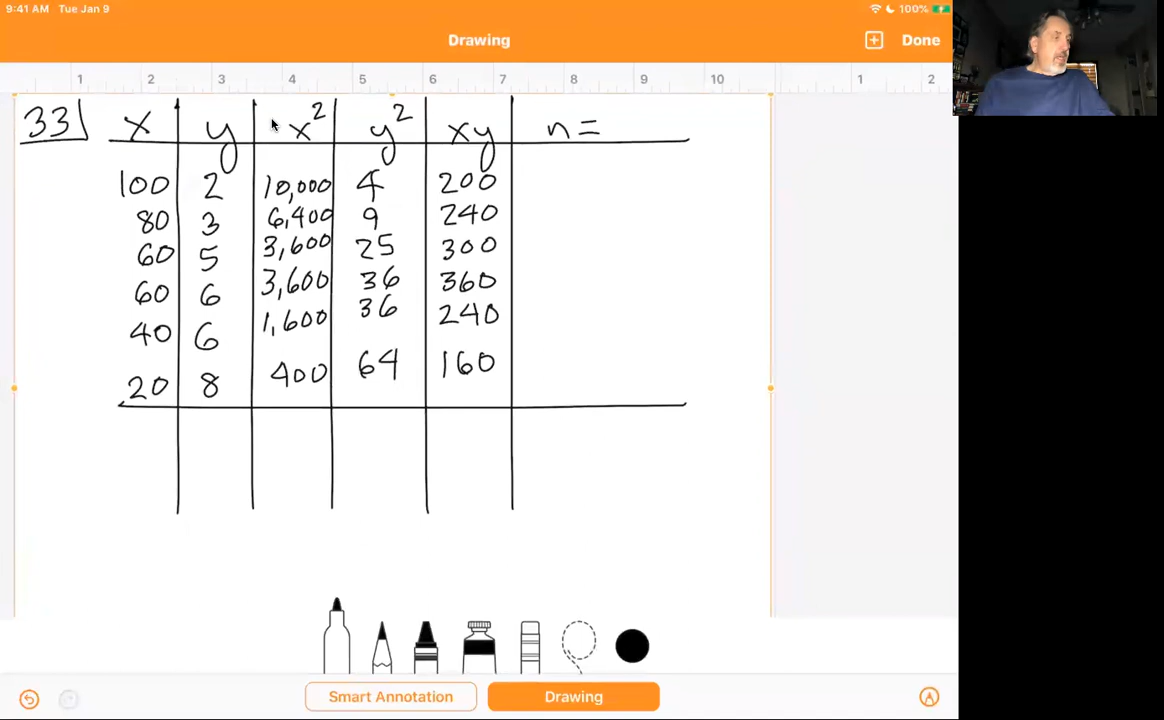 9:41 AM Tue Jan 9
100%
Drawing
Done
1 2 3 4 5 6 7 8 9 10 1 2
33 x y x² y² xy n =
100 2 10,000 4 200
80 3 6,400 9 240
60 5 3,600 25 300
60 6 3,600 36 360
40 6 1,600 36 240
20 8 400 64 160
Smart Annotation
Drawing